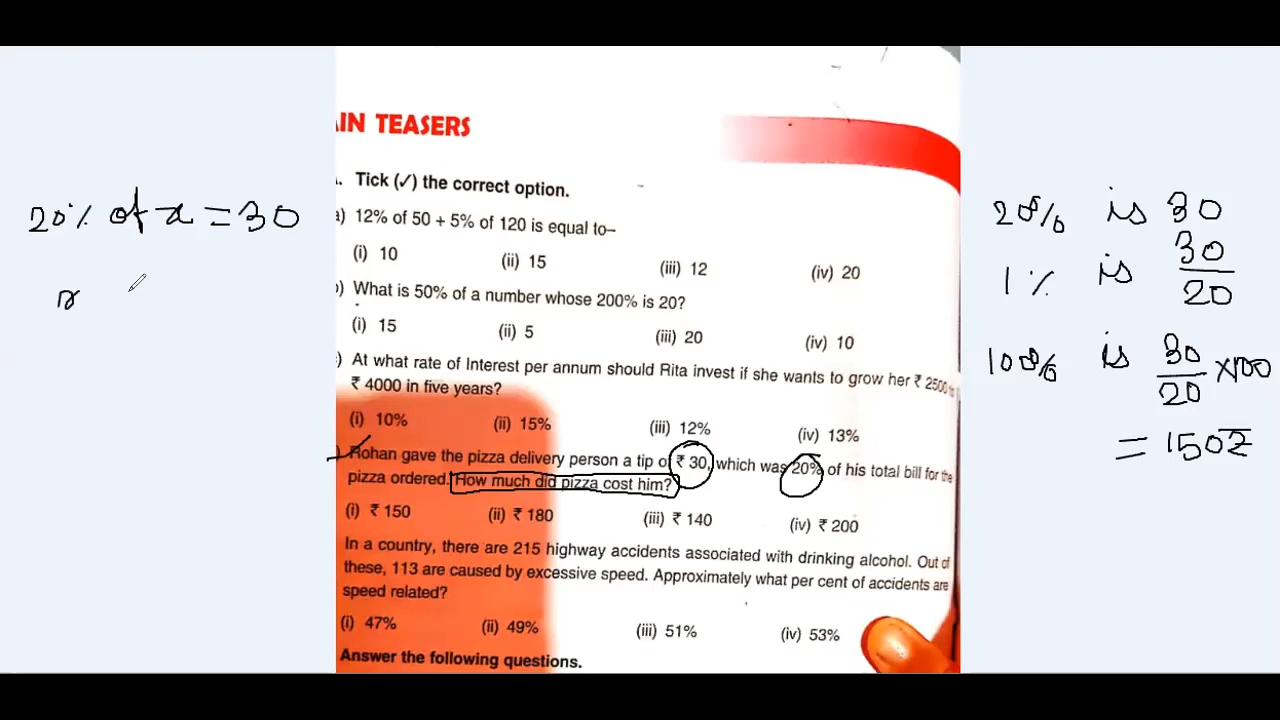 AIN TEASERS
. Tick (✓) the correct option.
a) 12% of 50 + 5% of 120 is equal to–
(i) 10 (ii) 15 (iii) 12 (iv) 20
) What is 50% of a number whose 200% is 20?
(i) 15 (ii) 5 (iii) 20 (iv) 10
) At what rate of Interest per annum should Rita invest if she wants to grow her ₹ 2500
₹ 4000 in five years?
(i) 10% (ii) 15% (iii) 12% (iv) 13%
) Rohan gave the pizza delivery person a tip of ₹ 30, which was 20% of his total bill for the
pizza ordered. How much did pizza cost him?
(i) ₹ 150 (ii) ₹ 180 (iii) ₹ 140 (iv) ₹ 200
In a country, there are 215 highway accidents associated with drinking alcohol. Out of
these, 113 are caused by excessive speed. Approximately what per cent of accidents are
speed related?
(i) 47% (ii) 49% (iii) 51% (iv) 53%
Answer the following questions.
20% of x = 30
20% is 30
1% is 30/20
100% is 30/20 × 100
= 150₹